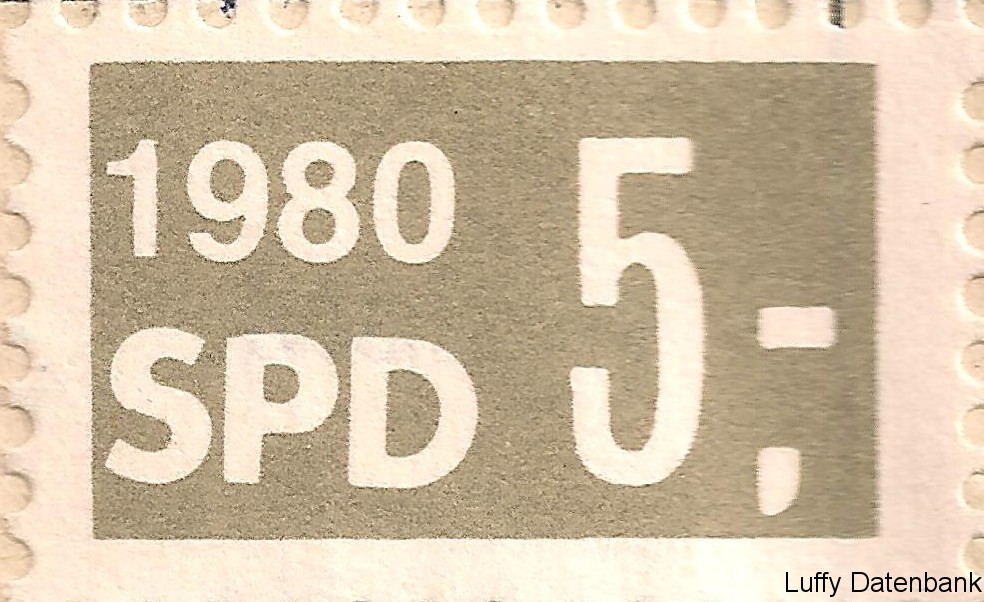 1980
SPD
5,-
Luffy Datenbank